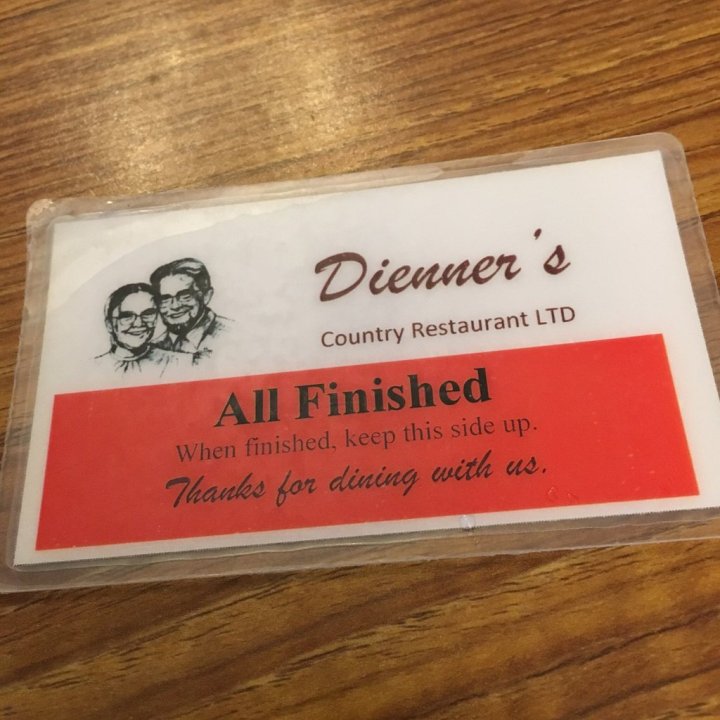 Dienner's
Country Restaurant LTD
All Finished
When finished, keep this side up.
Thanks for dining with us.